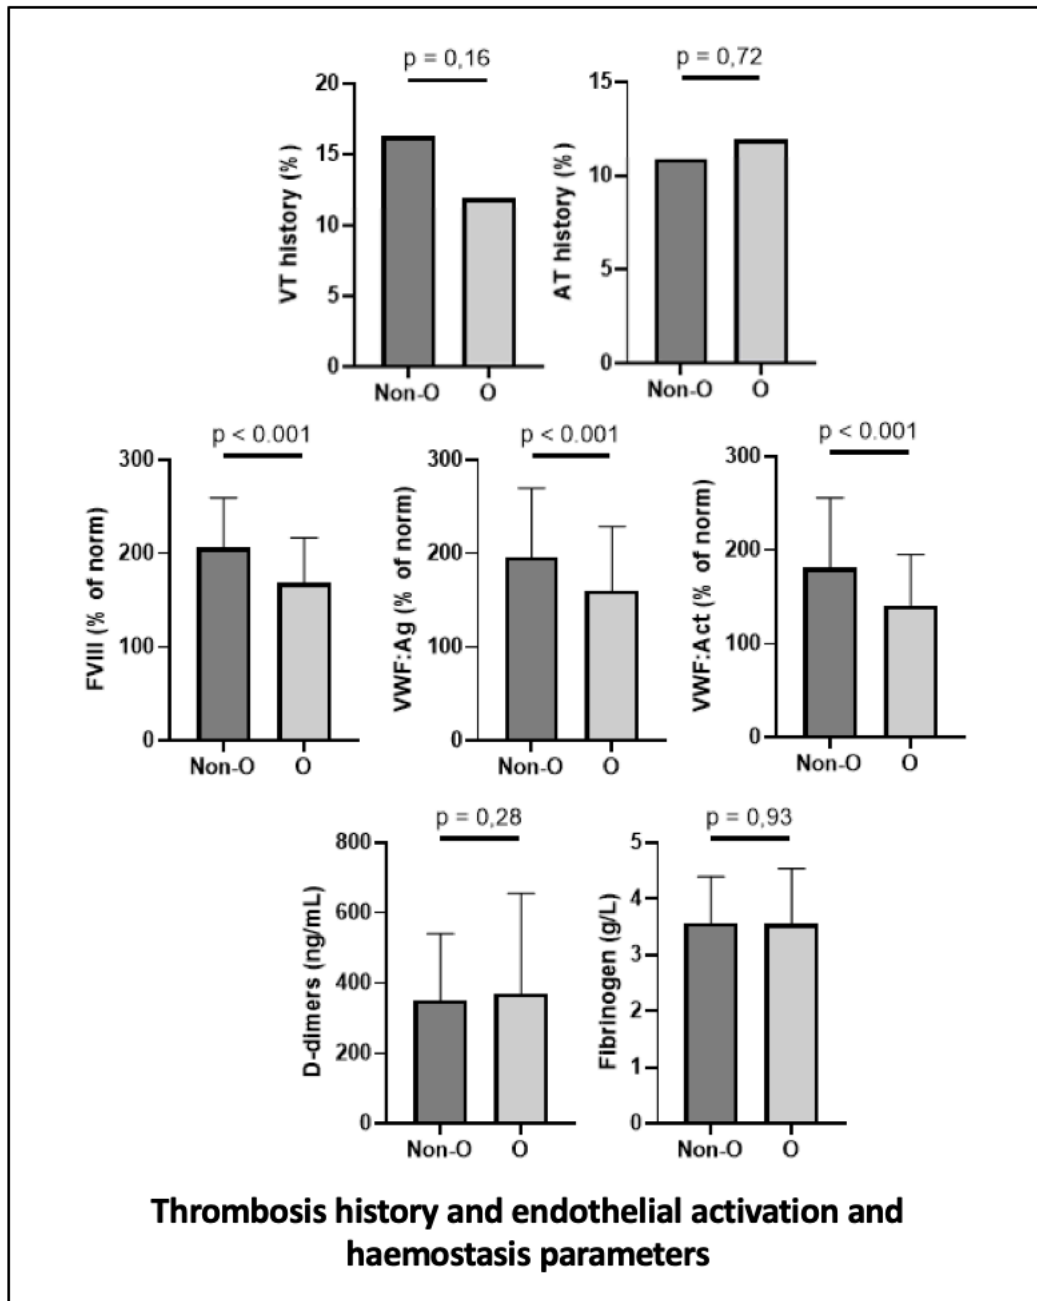 p = 0,16
20
15
10
5
0
VT history (%)
Non-O
O
p = 0,72
15
10
5
0
AT history (%)
Non-O
O
p < 0.001
300
200
100
0
FVIII (% of norm)
Non-O
O
p < 0.001
300
200
100
0
VWF:Ag (% of norm)
Non-O
O
p < 0.001
300
200
100
0
VWF:Act (% of norm)
Non-O
O
p = 0,28
800
600
400
200
0
D-dimers (ng/mL)
Non-O
O
p = 0,93
5
4
3
2
1
0
Fibrinogen (g/L)
Non-O
O
Thrombosis history and endothelial activation and
haemostasis parameters